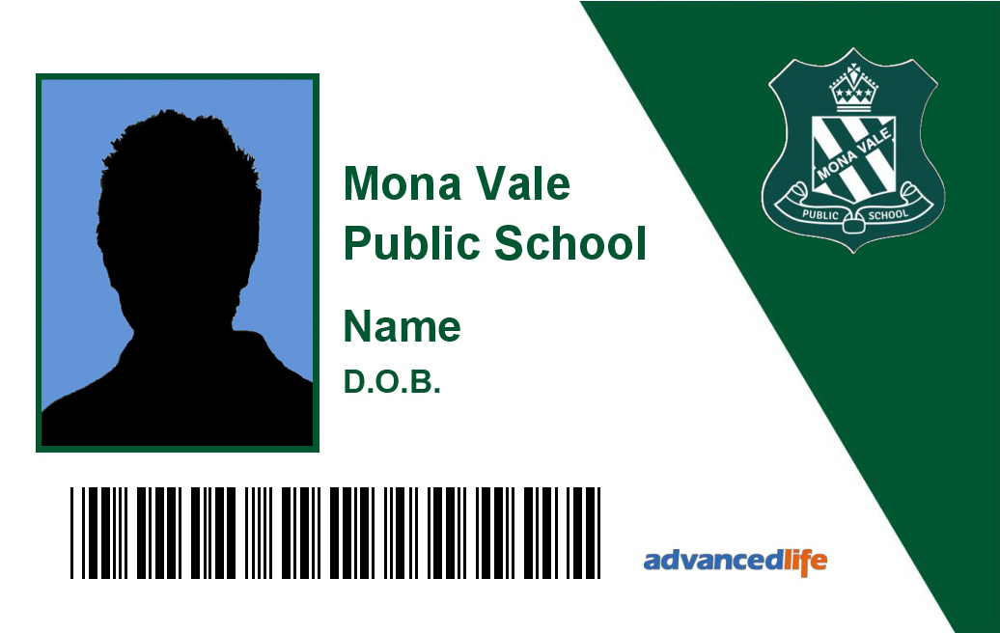 Mona Vale
Public School
Name
D.O.B.
MONA VALE
PUBLIC SCHOOL
advancedlife